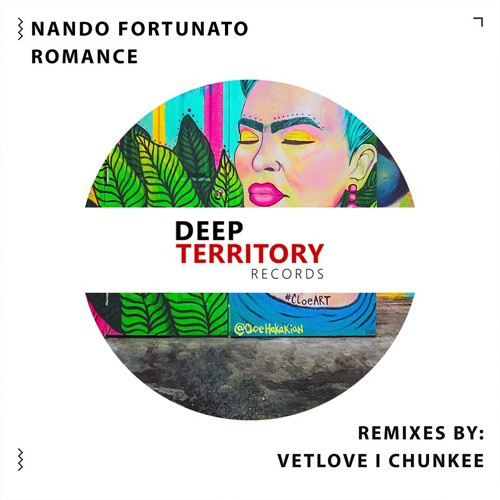 NANDO FORTUNATO
ROMANCE
DEEP
TERRITORY
RECORDS
#CLOEART
@CloeHakakian
REMIXES BY:
VETLOVE I CHUNKEE